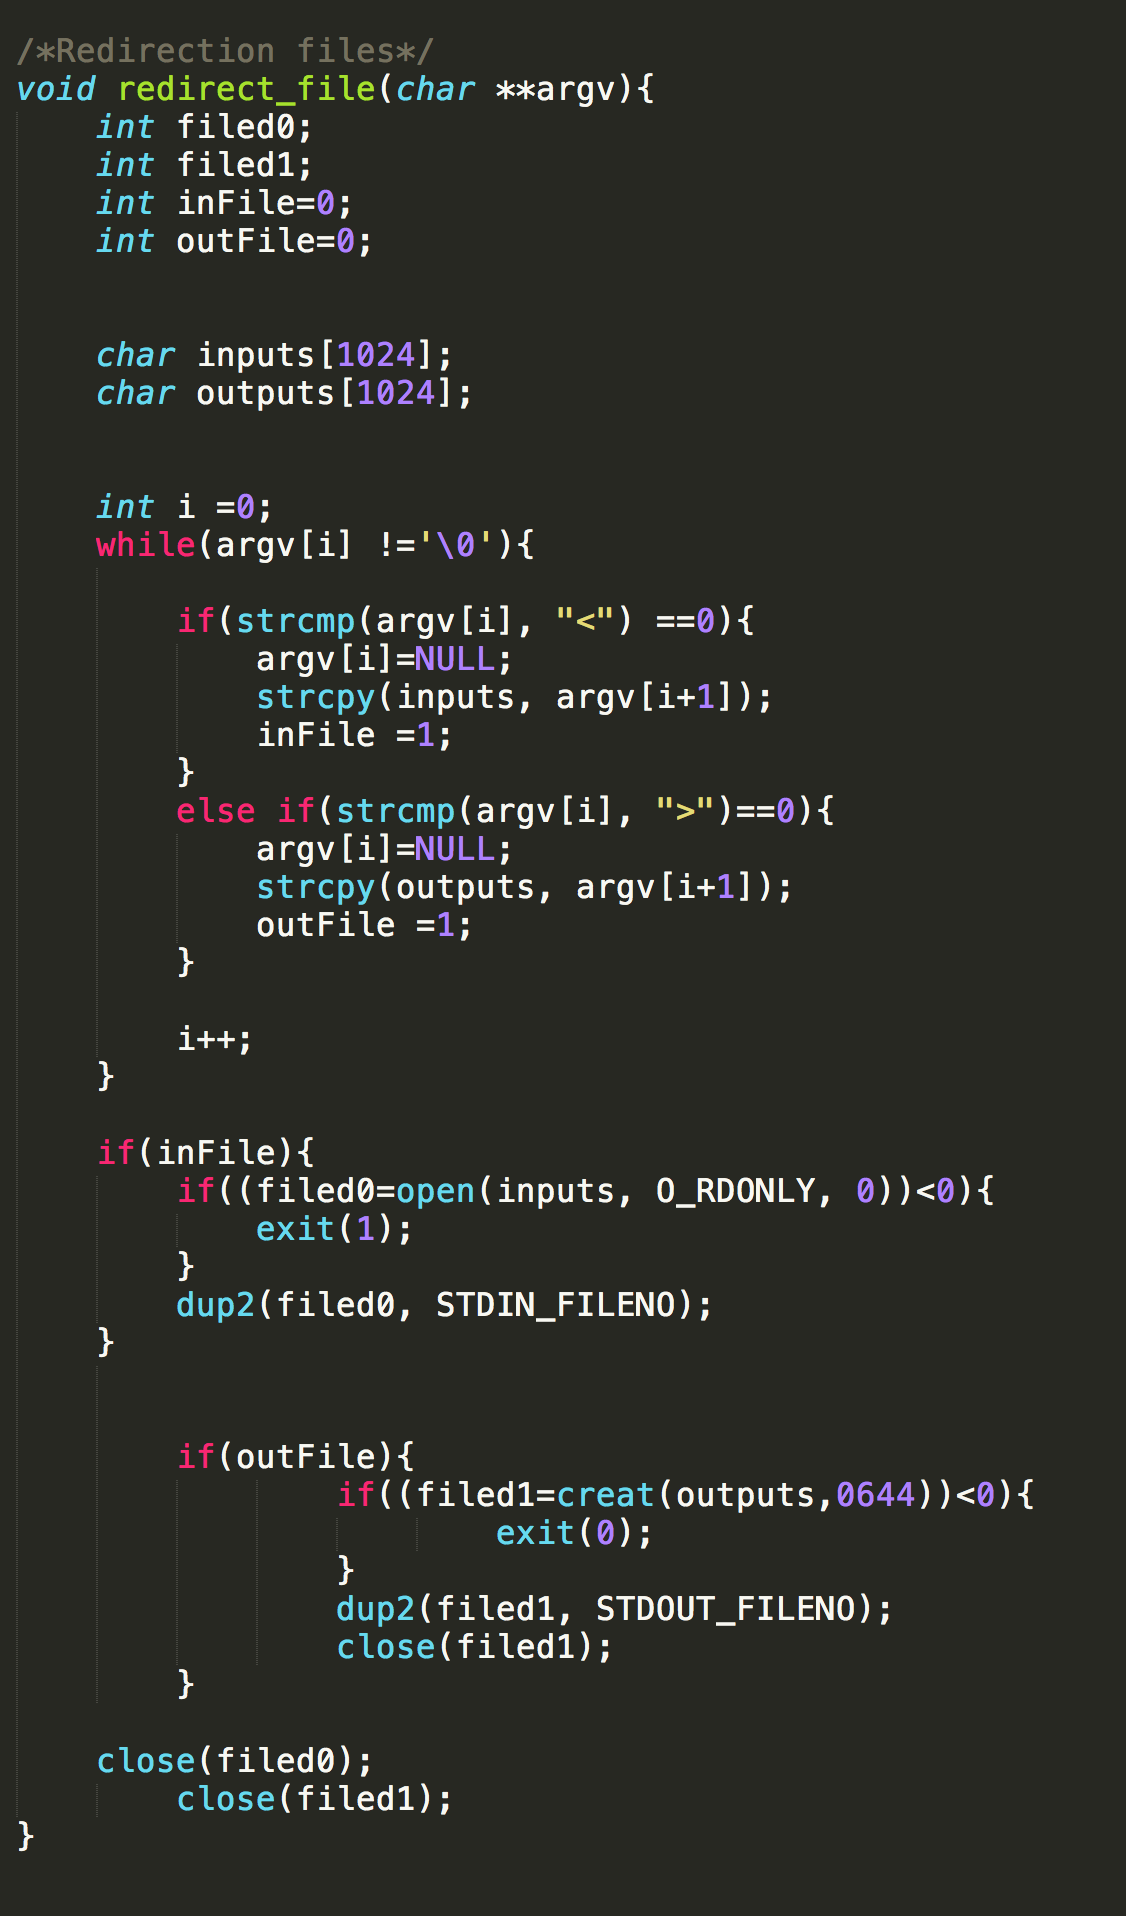 /*Redirection files*/
void redirect_file(char **argv){
    int filed0;
    int filed1;
    int inFile=0;
    int outFile=0;
    char inputs[1024];
    char outputs[1024];
    int i =0;
    while(argv[i] !='\0'){
        if(strcmp(argv[i], "<") ==0){
            argv[i]=NULL;
            strcpy(inputs, argv[i+1]);
            inFile =1;
        }
        else if(strcmp(argv[i], ">")==0){
            argv[i]=NULL;
            strcpy(outputs, argv[i+1]);
            outFile =1;
        }
        i++;
    }
    if(inFile){
        if((filed0=open(inputs, O_RDONLY, 0))<0){
            exit(1);
        }
        dup2(filed0, STDIN_FILENO);
    }
        if(outFile){
                if((filed1=creat(outputs,0644))<0){
                        exit(0);
                }
                dup2(filed1, STDOUT_FILENO);
                close(filed1);
        }
    close(filed0);
        close(filed1);
}